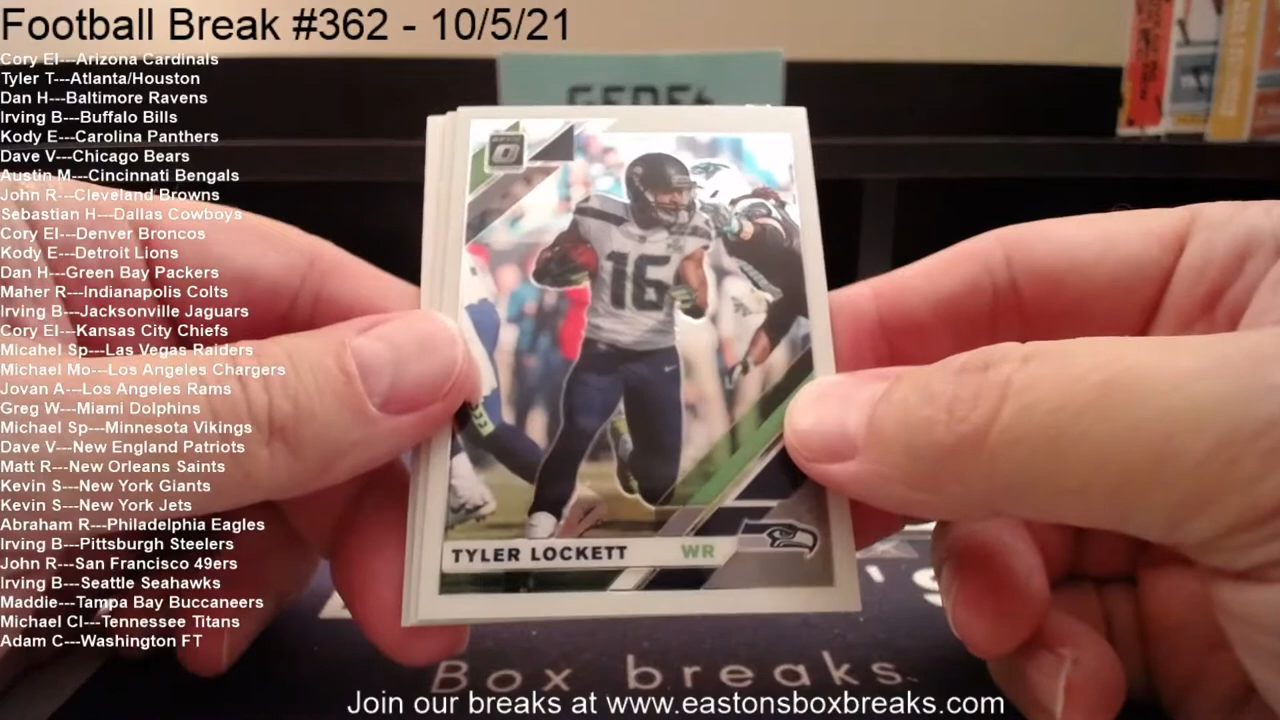 Football Break #362 - 10/5/21
Cory El---Arizona Cardinals
Tyler T---Atlanta/Houston
Dan H---Baltimore Ravens
Irving B---Buffalo Bills
Kody E---Carolina Panthers
Dave V---Chicago Bears
Austin M---Cincinnati Bengals
John R---Cleveland Browns
Sebastian H---Dallas Cowboys
Cory El---Denver Broncos
Kody E---Detroit Lions
Dan H---Green Bay Packers
Maher R---Indianapolis Colts
Irving B---Jacksonville Jaguars
Cory El---Kansas City Chiefs
Micahel Sp---Las Vegas Raiders
Michael Mo---Los Angeles Chargers
Jovan A---Los Angeles Rams
Greg W---Miami Dolphins
Michael Sp---Minnesota Vikings
Dave V---New England Patriots
Matt R---New Orleans Saints
Kevin S---New York Giants
Kevin S---New York Jets
Abraham R---Philadelphia Eagles
Irving B---Pittsburgh Steelers
John R---San Francisco 49ers
Irving B---Seattle Seahawks
Maddie---Tampa Bay Buccaneers
Michael Cl---Tennessee Titans
Adam C---Washington FT
16
TYLER LOCKETT WR
'S
Box breaks
Join our breaks at www.eastonsboxbreaks.com